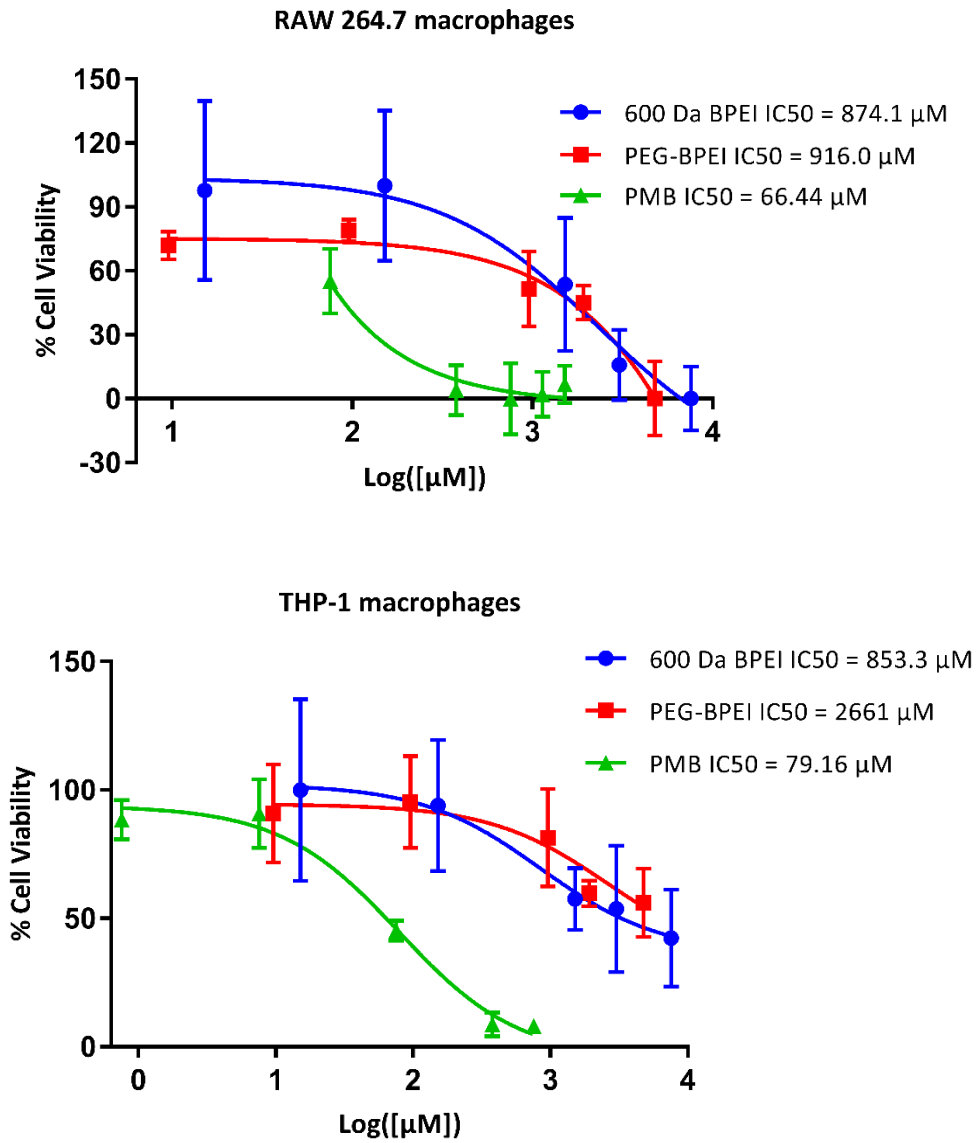 RAW 264.7 macrophages
150
120
90
60
30
0
-30
% Cell Viability
600 Da BPEI IC50 = 874.1 µM
PEG-BPEI IC50 = 916.0 µM
PMB IC50 = 66.44 µM
1 2 3 4
Log([µM])
THP-1 macrophages
150
100
50
0
% Cell Viability
600 Da BPEI IC50 = 853.3 µM
PEG-BPEI IC50 = 2661 µM
PMB IC50 = 79.16 µM
0 1 2 3 4
Log([µM])